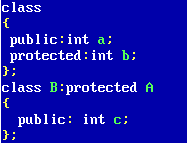 class
{
public:int a;
protected:int b;
};
class B:protected A
{
public: int c;
};